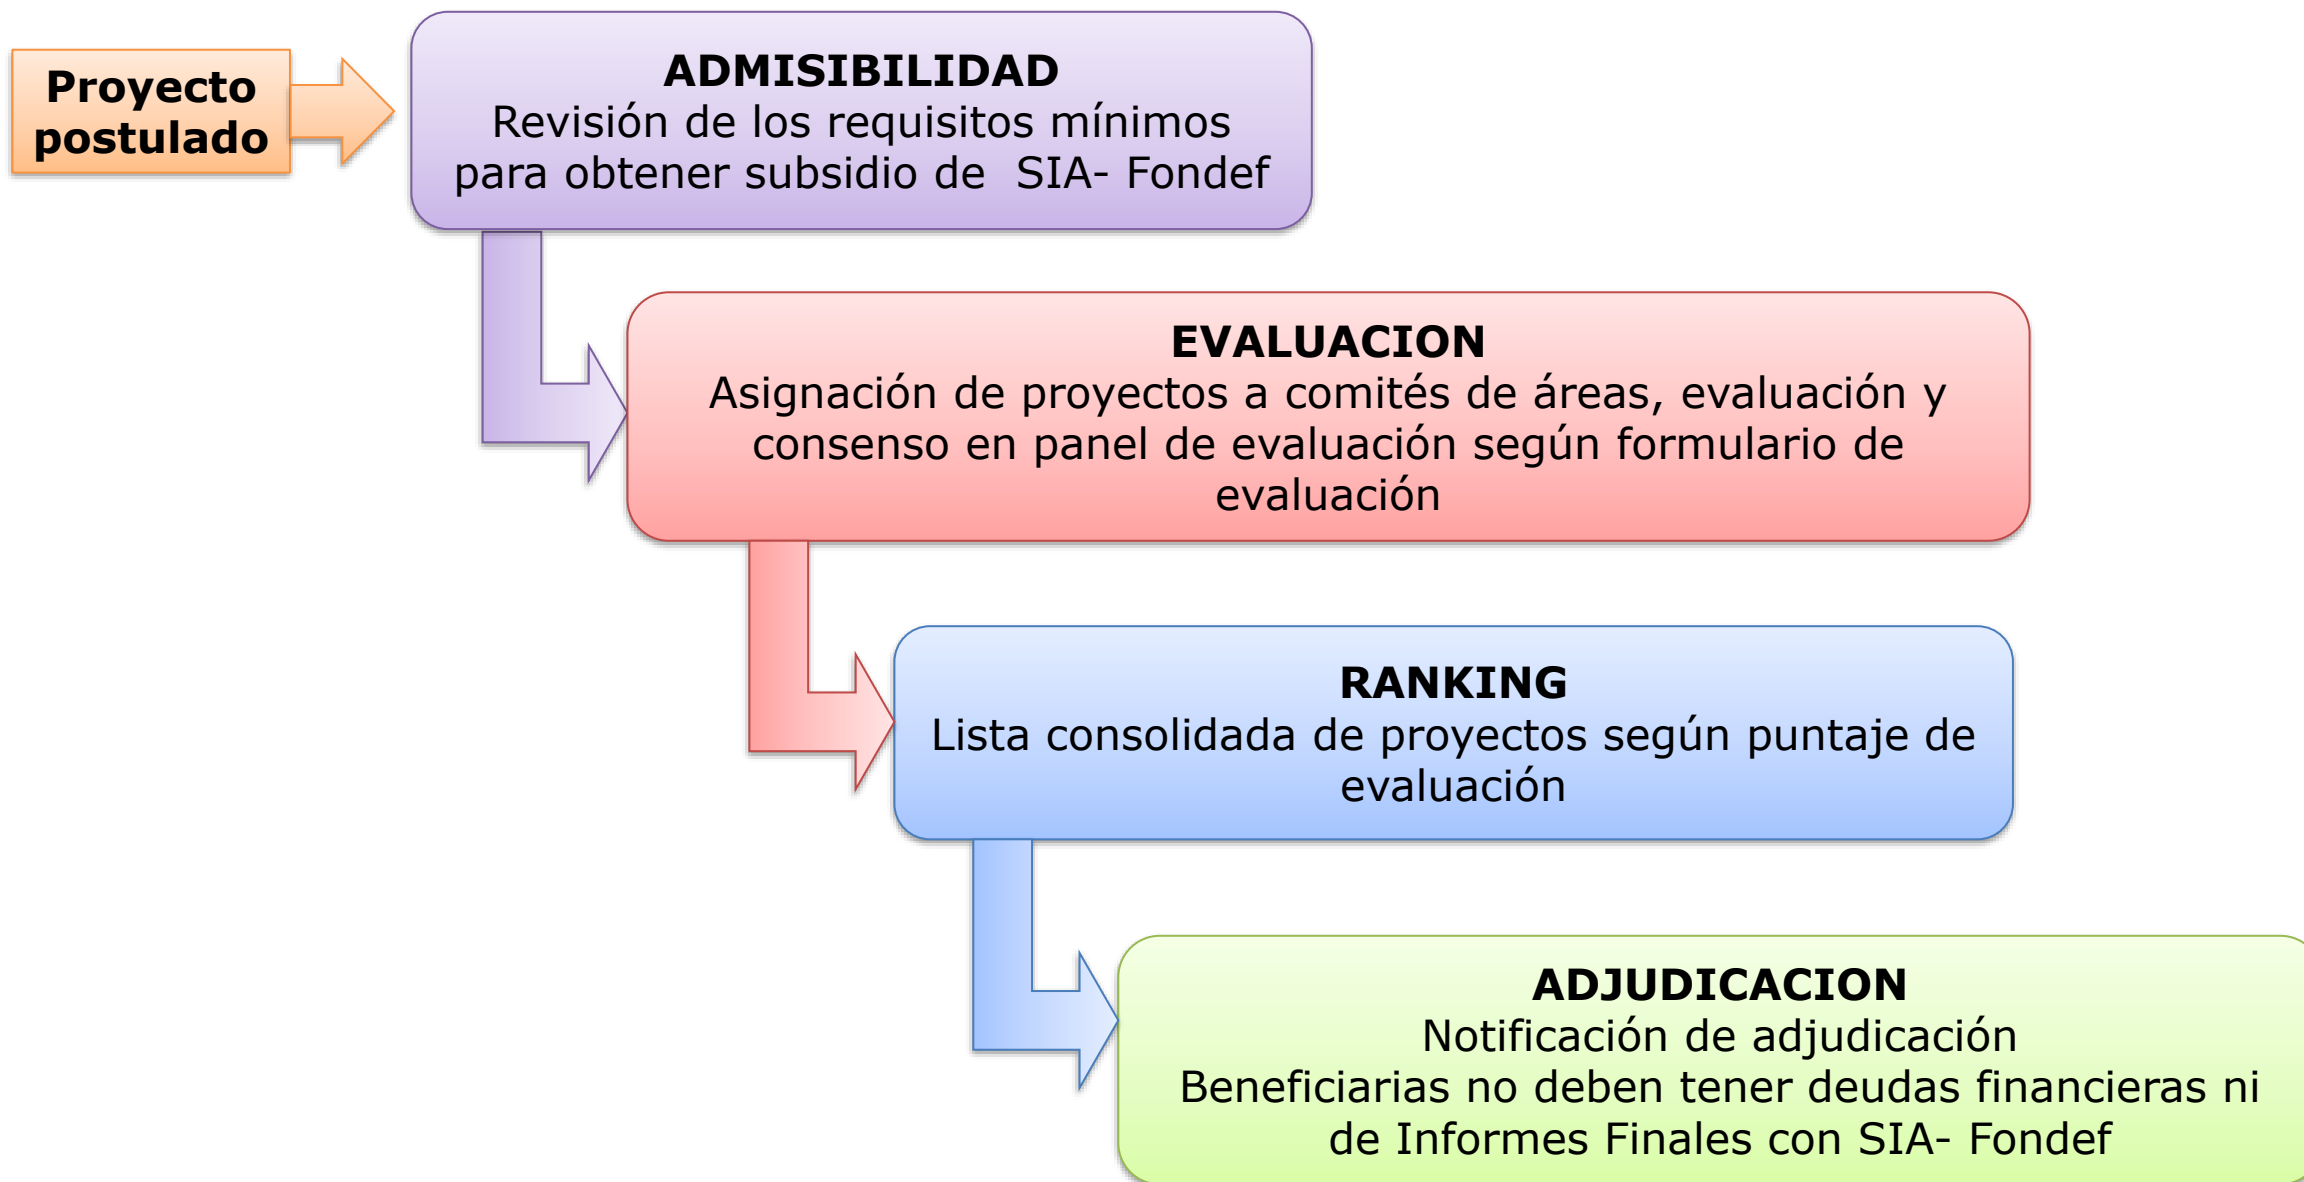 Proyecto
postulado
ADMISIBILIDAD
Revisión de los requisitos mínimos
para obtener subsidio de  SIA- Fondef
EVALUACION
Asignación de proyectos a comités de áreas, evaluación y
consenso en panel de evaluación según formulario de
evaluación
RANKING
Lista consolidada de proyectos según puntaje de
evaluación
ADJUDICACION
Notificación de adjudicación
Beneficiarias no deben tener deudas financieras ni
de Informes Finales con SIA- Fondef